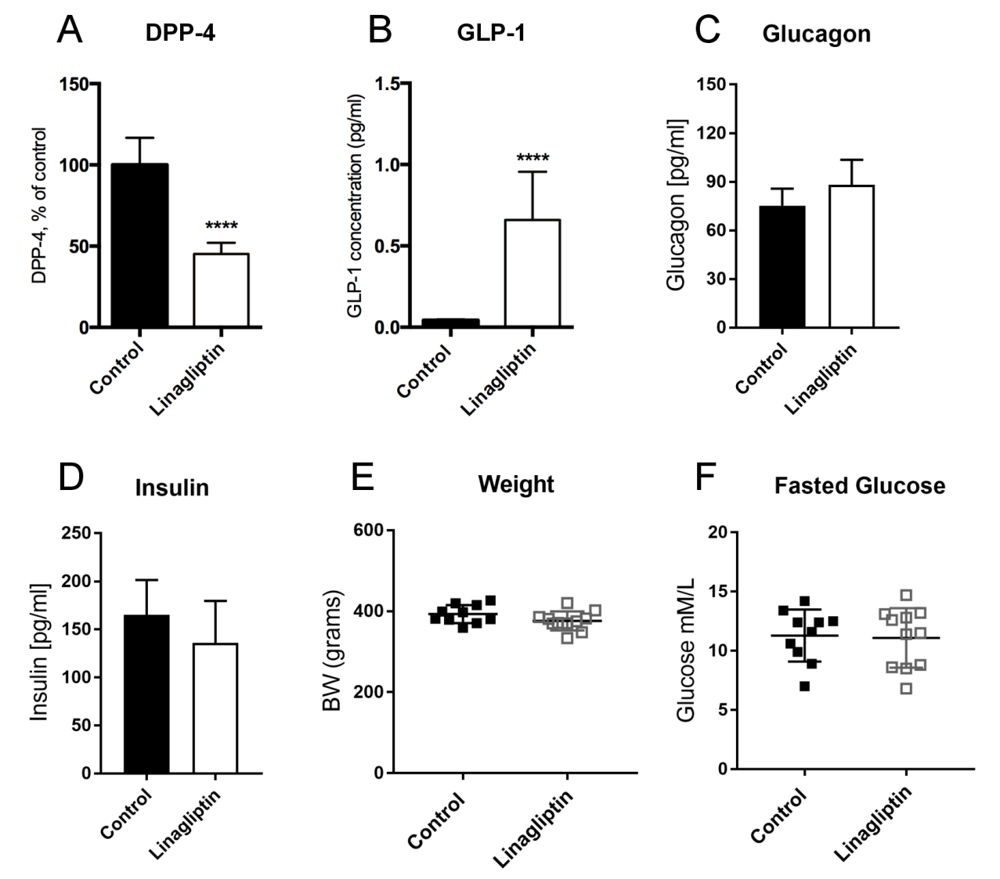 A
DPP-4
DPP-4, % of control
150
100
50
0
****
Control
Linagliptin
B
GLP-1
GLP-1 concentration (pg/ml)
1.5
1.0
0.5
0.0
****
Control
Linagliptin
C
Glucagon
Glucagon [pg/ml]
150
120
90
60
30
0
Control
Linagliptin
D
Insulin
Insulin [pg/ml]
250
200
150
100
50
0
Control
Linagliptin
E
Weight
BW (grams)
600
400
200
0
Control
Linagliptin
F
Fasted Glucose
Glucose mM/L
20
15
10
5
0
Control
Linagliptin